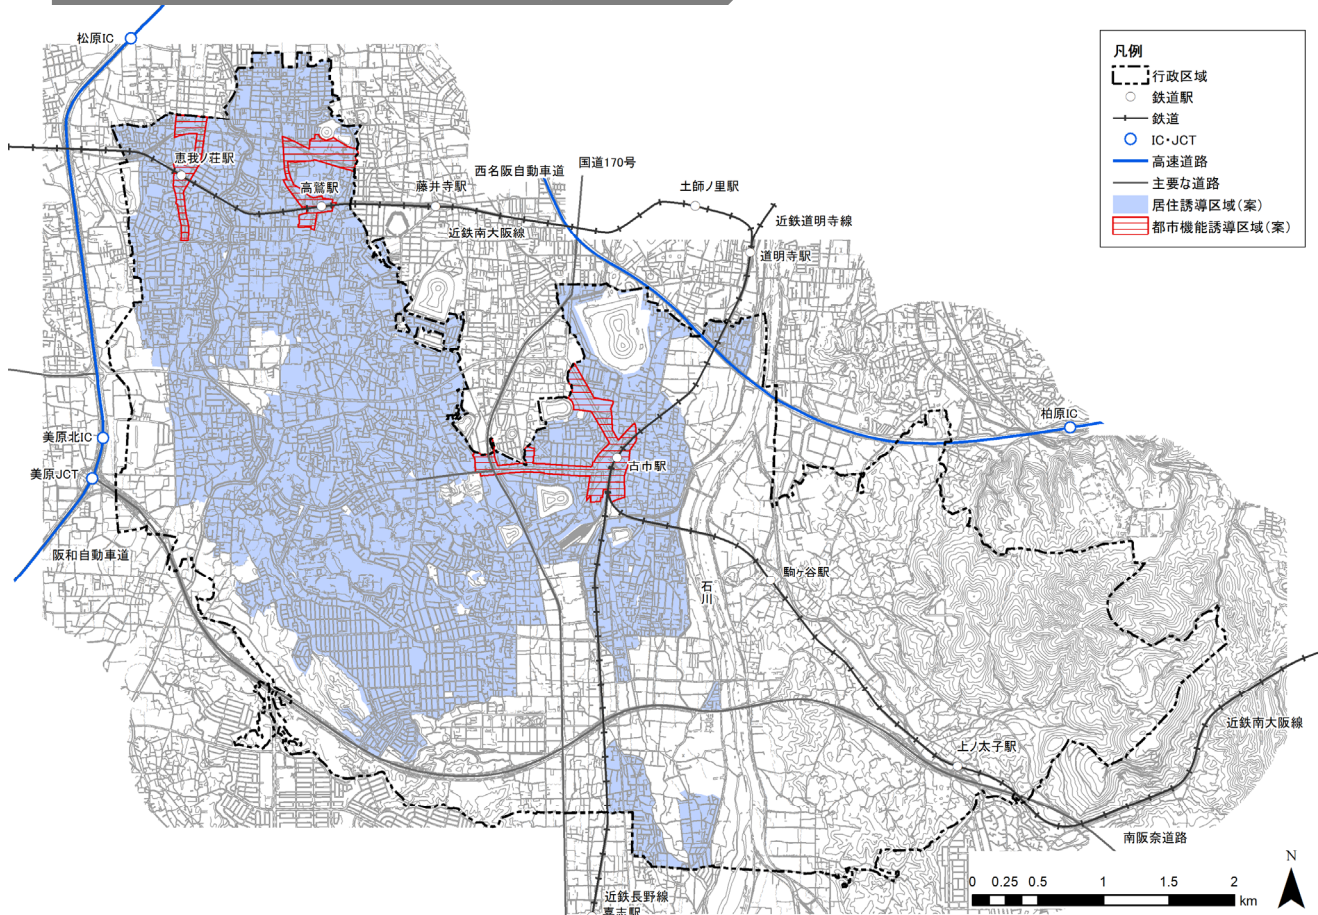 松原IC
凡例
行政区域
鉄道駅
鉄道
IC・JCT
高速道路
主要な道路
居住誘導区域(案)
都市機能誘導区域(案)
恵我ノ荘駅
高鷲駅
藤井寺駅
近鉄南大阪線
西名阪自動車道
国道170号
土師ノ里駅
近鉄道明寺線
道明寺駅
柏原IC
美原北IC
美原JCT
古市駅
阪和自動車道
石川
駒ヶ谷駅
上ノ太子駅
近鉄南大阪線
南阪奈道路
近鉄長野線
喜志駅
N
0 0.25 0.5 1 1.5 2
km